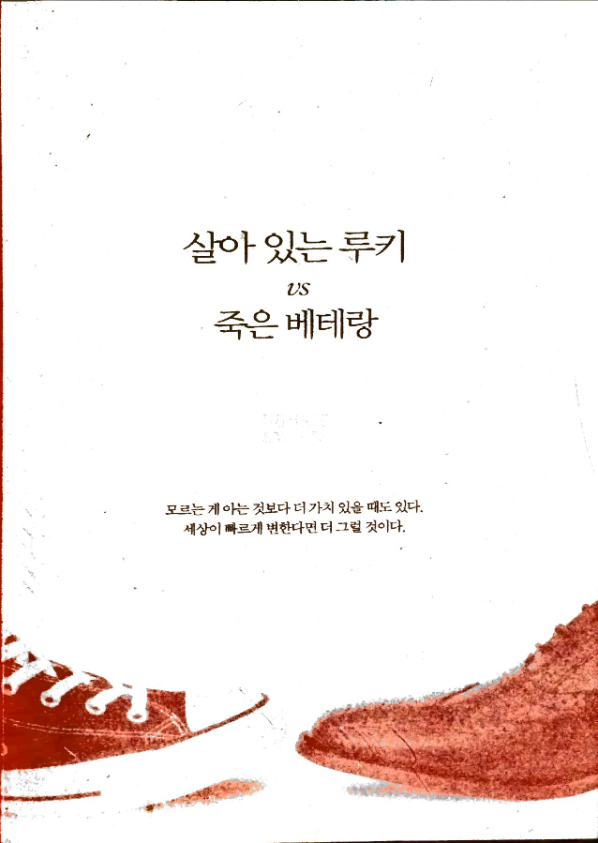 살아 있는 루키
vs
죽은 베테랑
모르는 게 아는 것보다 더 가치 있을 때도 있다.
세상이 빠르게 변한다면 더 그럴 것이다.